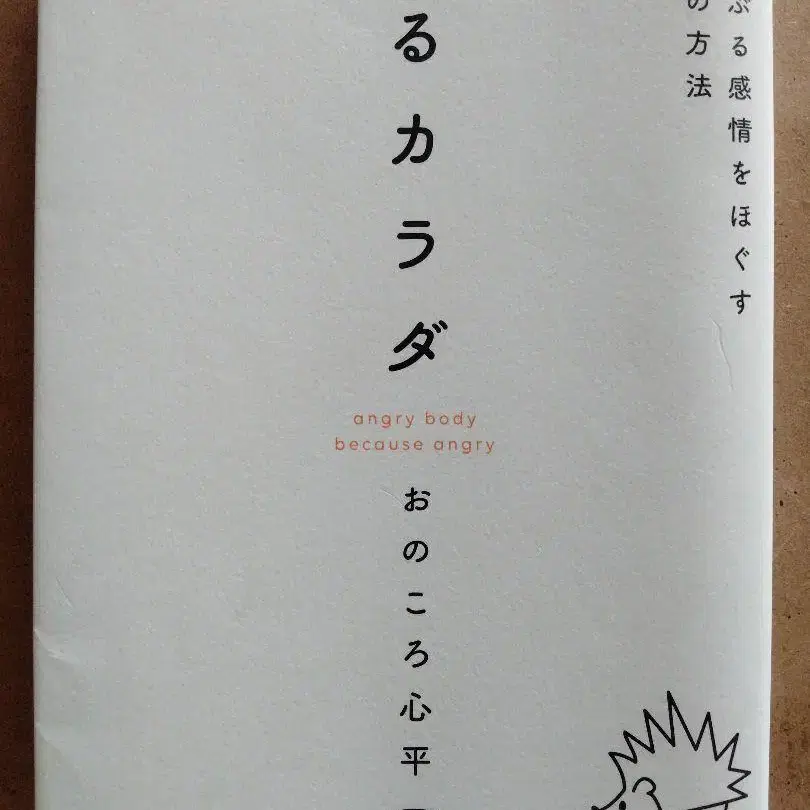 ぶる感情をほぐす
の方法
るカラダ
angry body
because angry
おのころ心平